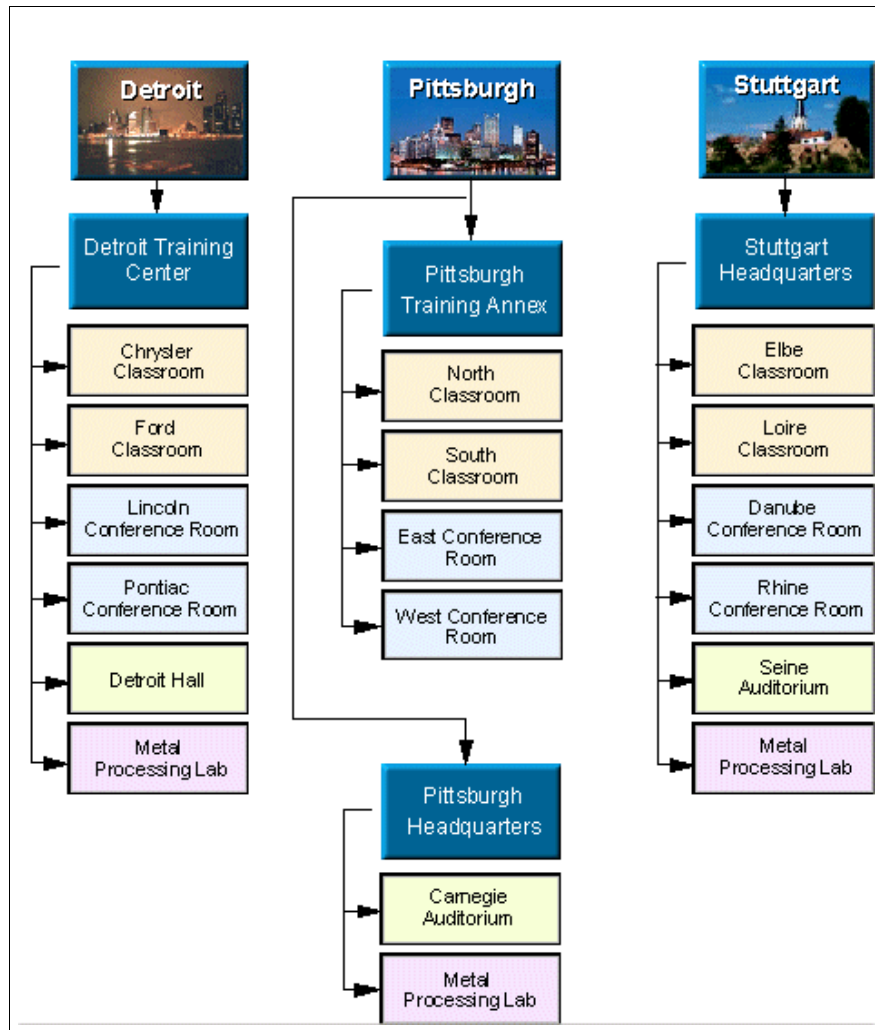 Detroit
Detroit Training
Center
Chrysler
Classroom
Ford
Classroom
Lincoln
Conference Room
Pontiac
Conference Room
Detroit Hall
Metal
Processing Lab
Pittsburgh
Pittsburgh
Training Annex
North
Classroom
South
Classroom
East Conference
Room
West Conference
Room
Pittsburgh
Headquarters
Carnegie
Auditorium
Metal
Processing Lab
Stuttgart
Stuttgart
Headquarters
Elbe
Classroom
Loire
Classroom
Danube
Conference Room
Rhine
Conference Room
Seine
Auditorium
Metal
Processing Lab